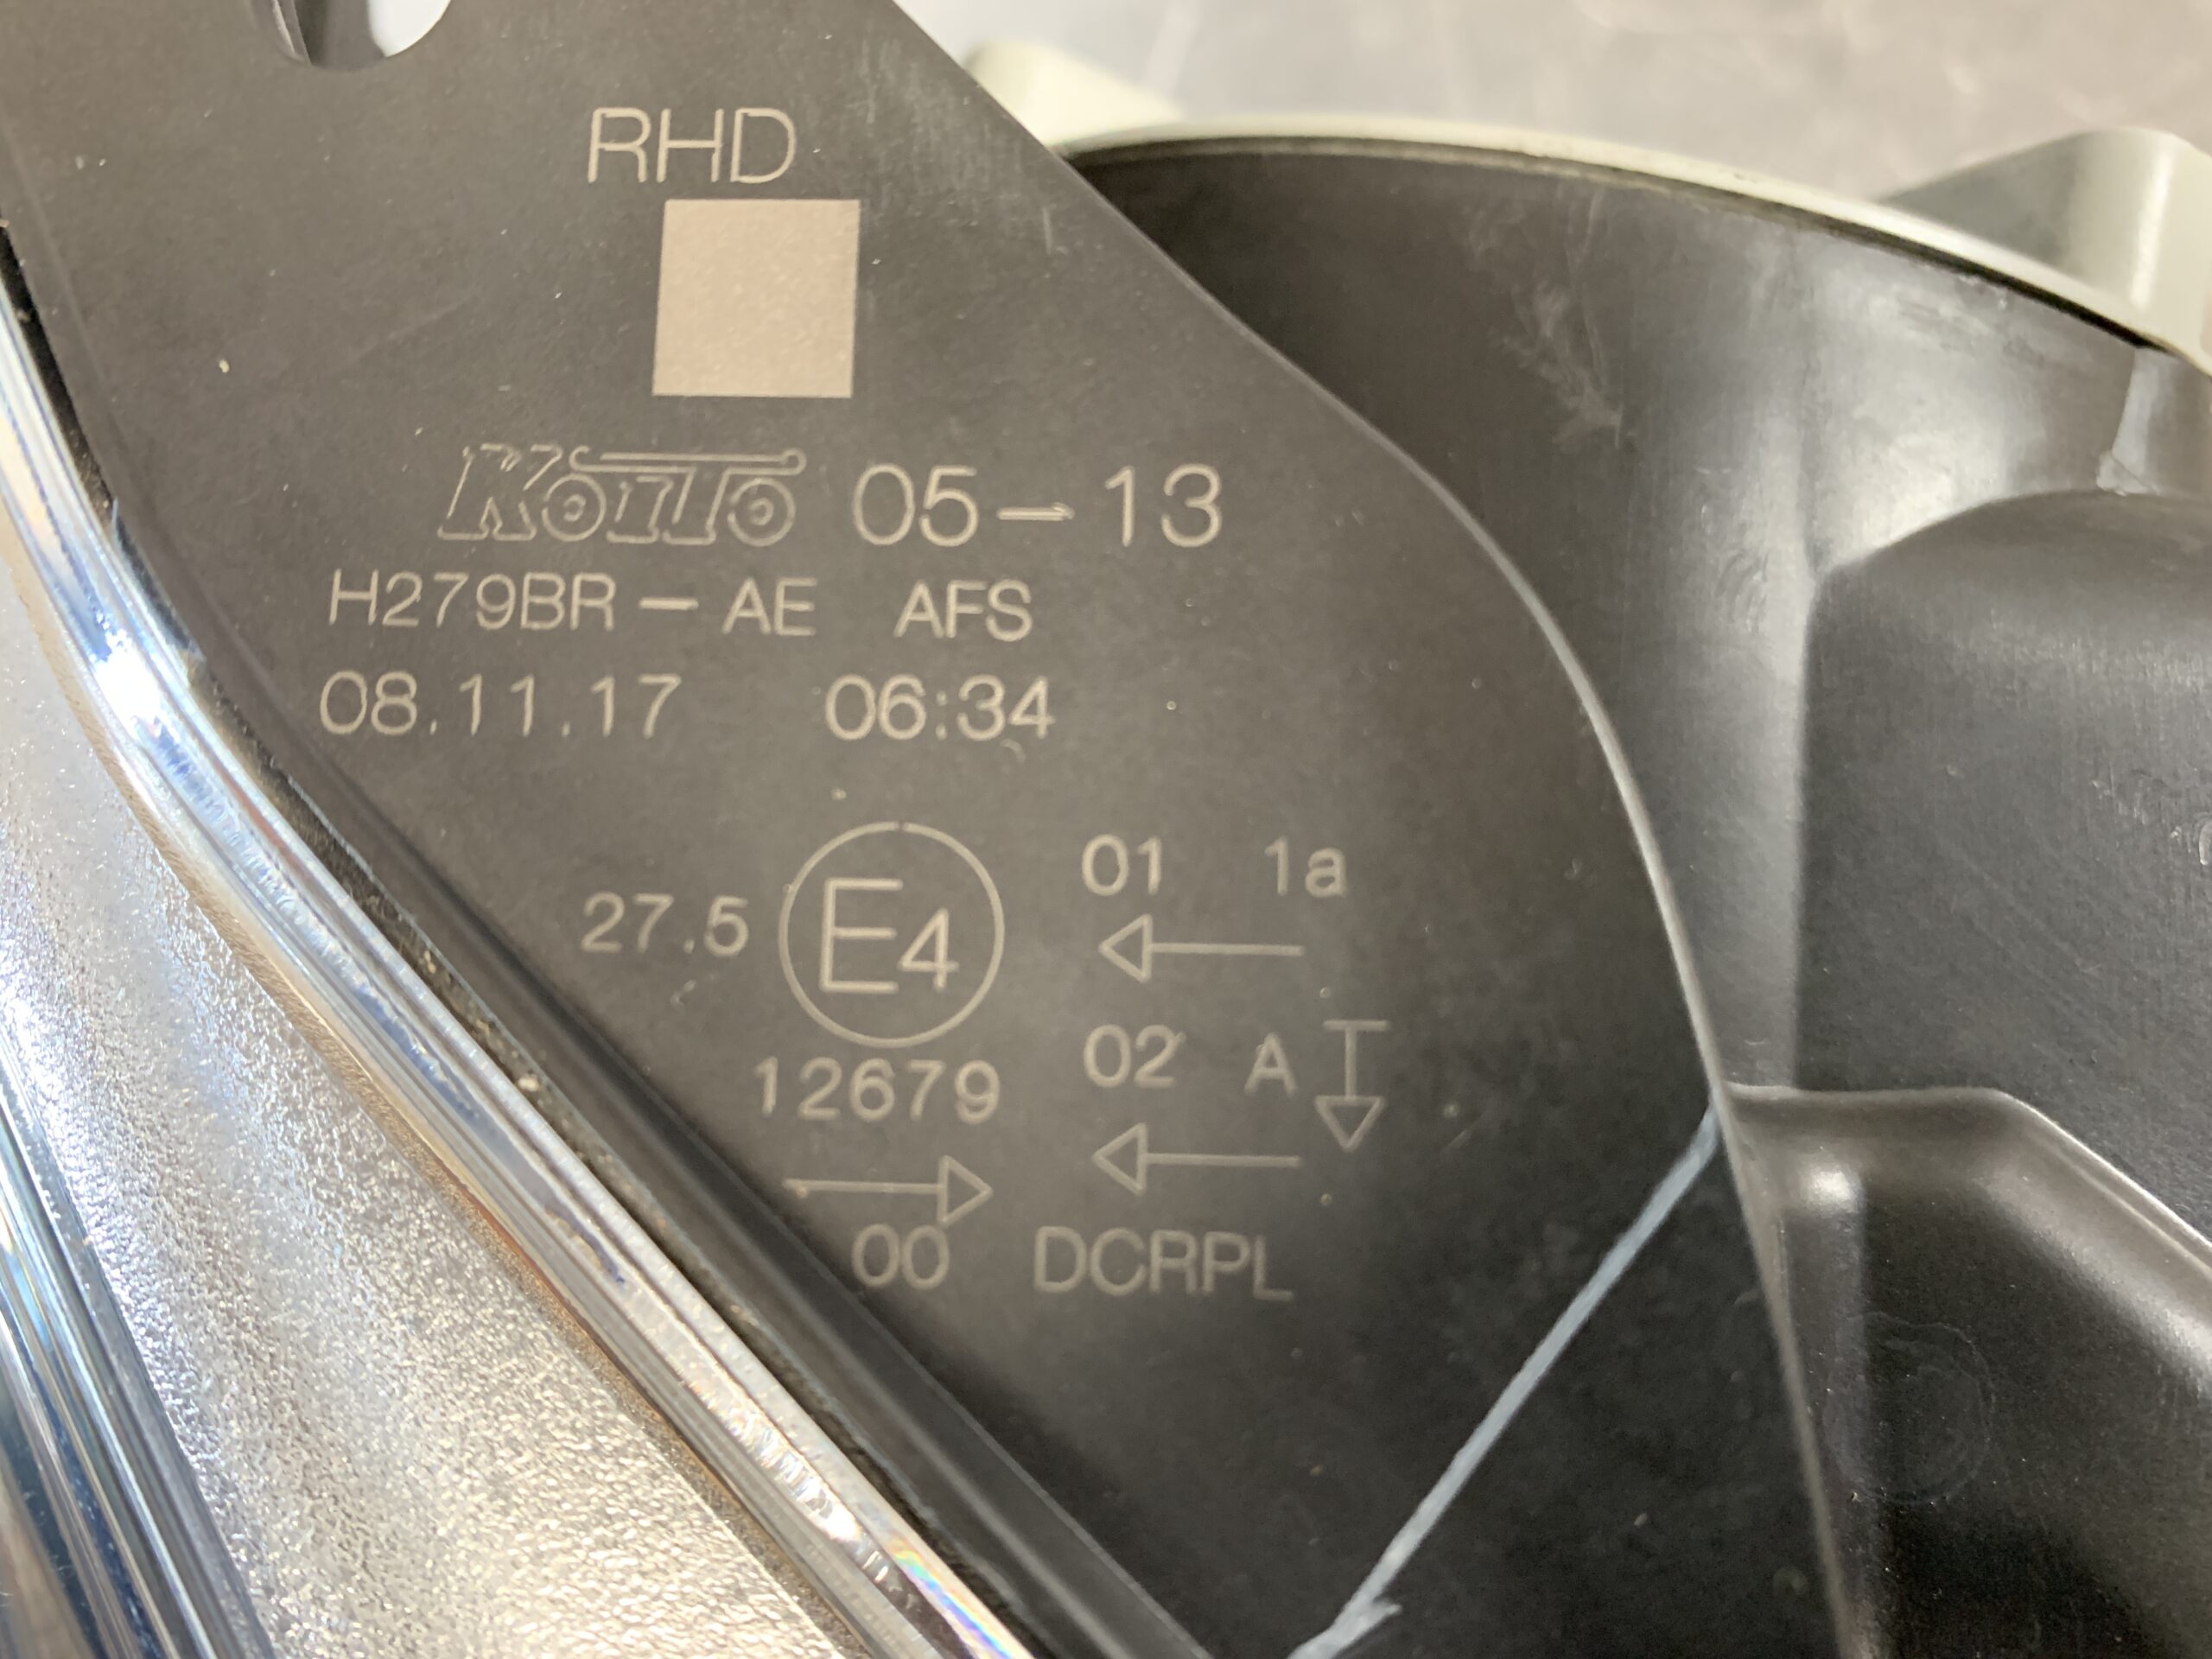 RHD
KOITO 05-13
H279BR-AE AFS
08.11.17 06:34
01 1a
27.5 E4
02 A
12679
00 DCRPL